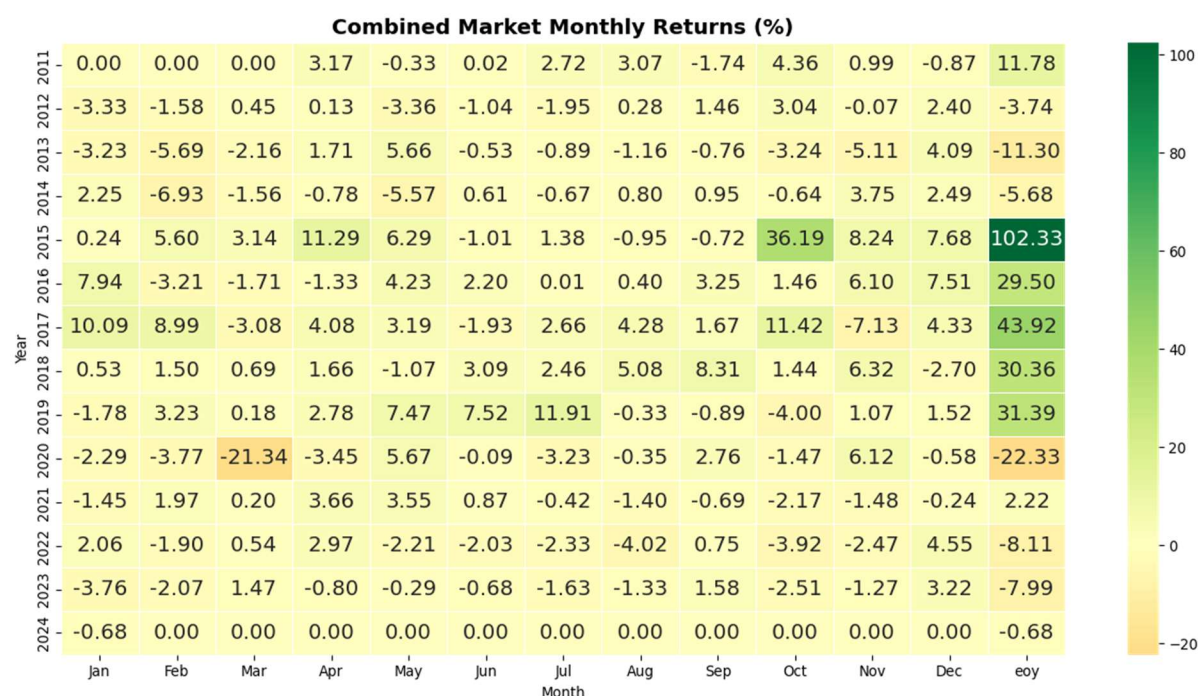 Combined Market Monthly Returns (%)
2011 0.00 0.00 0.00 3.17 -0.33 0.02 2.72 3.07 -1.74 4.36 0.99 -0.87 11.78
2012 -3.33 -1.58 0.45 0.13 -3.36 -1.04 -1.95 0.28 1.46 3.04 -0.07 2.40 -3.74
2013 -3.23 -5.69 -2.16 1.71 5.66 -0.53 -0.89 -1.16 -0.76 -3.24 -5.11 4.09 -11.30
2014 2.25 -6.93 -1.56 -0.78 -5.57 0.61 -0.67 0.80 0.95 -0.64 3.75 2.49 -5.68
2015 0.24 5.60 3.14 11.29 6.29 -1.01 1.38 -0.95 -0.72 36.19 8.24 7.68 102.33
2016 7.94 -3.21 -1.71 -1.33 4.23 2.20 0.01 0.40 3.25 1.46 6.10 7.51 29.50
2017 10.09 8.99 -3.08 4.08 3.19 -1.93 2.66 4.28 1.67 11.42 -7.13 4.33 43.92
2018 0.53 1.50 0.69 1.66 -1.07 3.09 2.46 5.08 8.31 1.44 6.32 -2.70 30.36
2019 -1.78 3.23 0.18 2.78 7.47 7.52 11.91 -0.33 -0.89 -4.00 1.07 1.52 31.39
2020 -2.29 -3.77 -21.34 -3.45 5.67 -0.09 -3.23 -0.35 2.76 -1.47 6.12 -0.58 -22.33
2021 -1.45 1.97 0.20 3.66 3.55 0.87 -0.42 -1.40 -0.69 -2.17 -1.48 -0.24 2.22
2022 2.06 -1.90 0.54 2.97 -2.21 -2.03 -2.33 -4.02 0.75 -3.92 -2.47 4.55 -8.11
2023 -3.76 -2.07 1.47 -0.80 -0.29 -0.68 -1.63 -1.33 1.58 -2.51 -1.27 3.22 -7.99
2024 -0.68 0.00 0.00 0.00 0.00 0.00 0.00 0.00 0.00 0.00 0.00 0.00 -0.68
Jan Feb Mar Apr May Jun Jul Aug Sep Oct Nov Dec eoy
Month
Year
100
80
60
40
20
0
−20